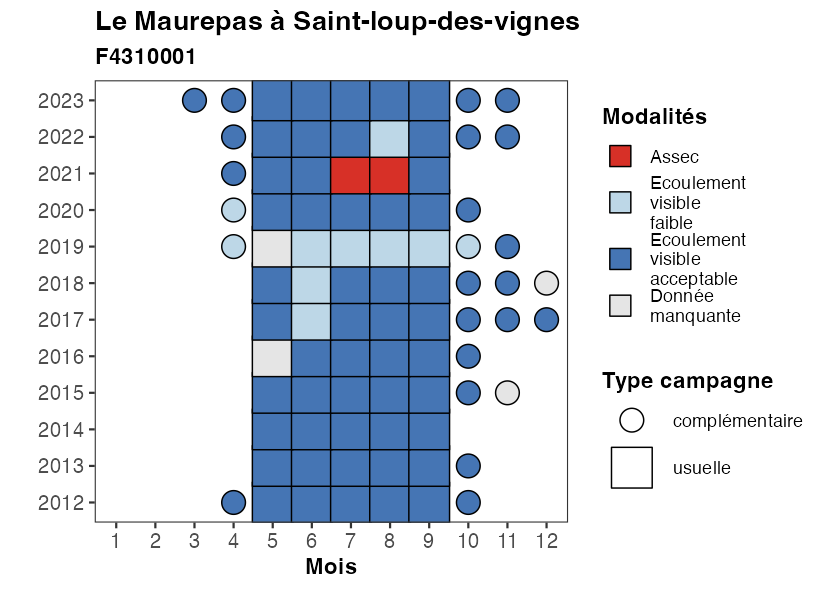 Le Maurepas à Saint-loup-des-vignes
F4310001
2023
2022
2021
2020
2019
2018
2017
2016
2015
2014
2013
2012
1 2 3 4 5 6 7 8 9 10 11 12
Mois
Modalités
Assec
Ecoulement
visible
faible
Ecoulement
visible
acceptable
Donnée
manquante
Type campagne
complémentaire
usuelle